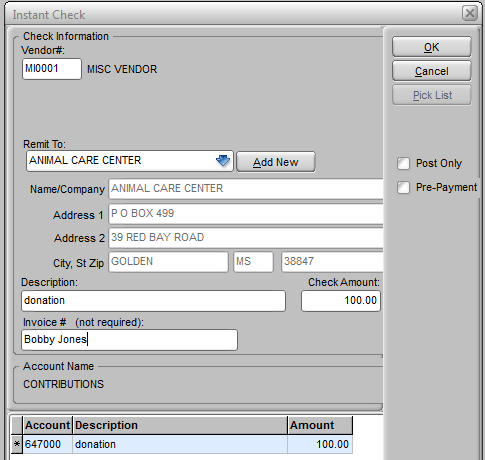 Instant Check
Check Information
Vendor#:
MI0001 MISC VENDOR
OK
Cancel
Pick List
Remit To:
ANIMAL CARE CENTER Add New
Post Only
Pre-Payment
Name/Company ANIMAL CARE CENTER
Address 1 P O BOX 499
Address 2 39 RED BAY ROAD
City, St Zip GOLDEN MS 38847
Description: Check Amount:
donation 100.00
Invoice # (not required):
Bobby Jones
Account Name
CONTRIBUTIONS
Account Description Amount
* 647000 donation 100.00